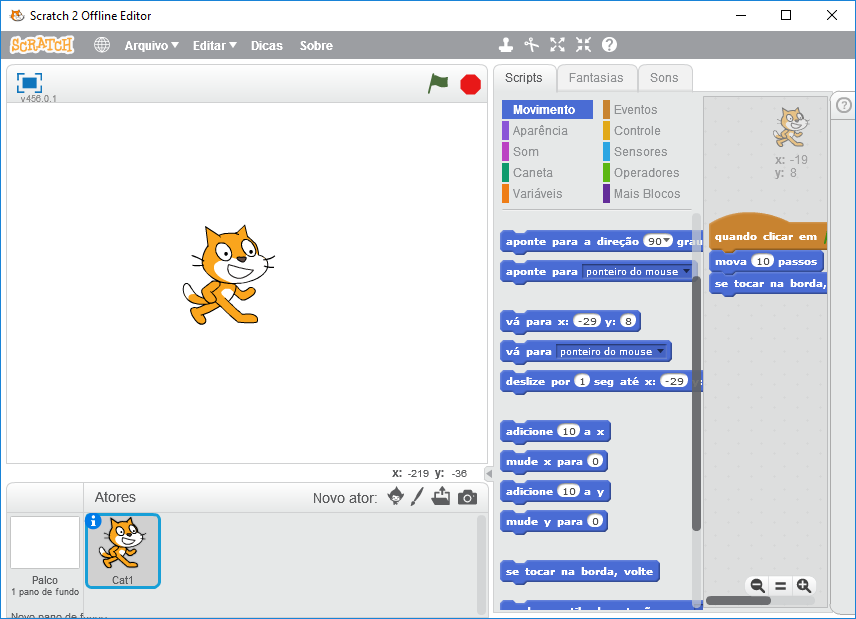 Scratch 2 Offline Editor
SCRATCH Arquivo Editar Dicas Sobre
v456.0.1
Scripts Fantasias Sons
Movimento Eventos
Aparência Controle
Som Sensores
Caneta Operadores
Variáveis Mais Blocos
aponte para a direção 90 grau
aponte para ponteiro do mouse
vá para x: -29 y: 8
vá para ponteiro do mouse
deslize por 1 seg até x: -29 y:
adicione 10 a x
mude x para 0
adicione 10 a y
mude y para 0
se tocar na borda, volte
x: -19
y: 8
quando clicar em
mova 10 passos
se tocar na borda,
x: -219 y: -36
Atores Novo ator:
Palco
1 pano de fundo
Cat1
Novo pano de fundo